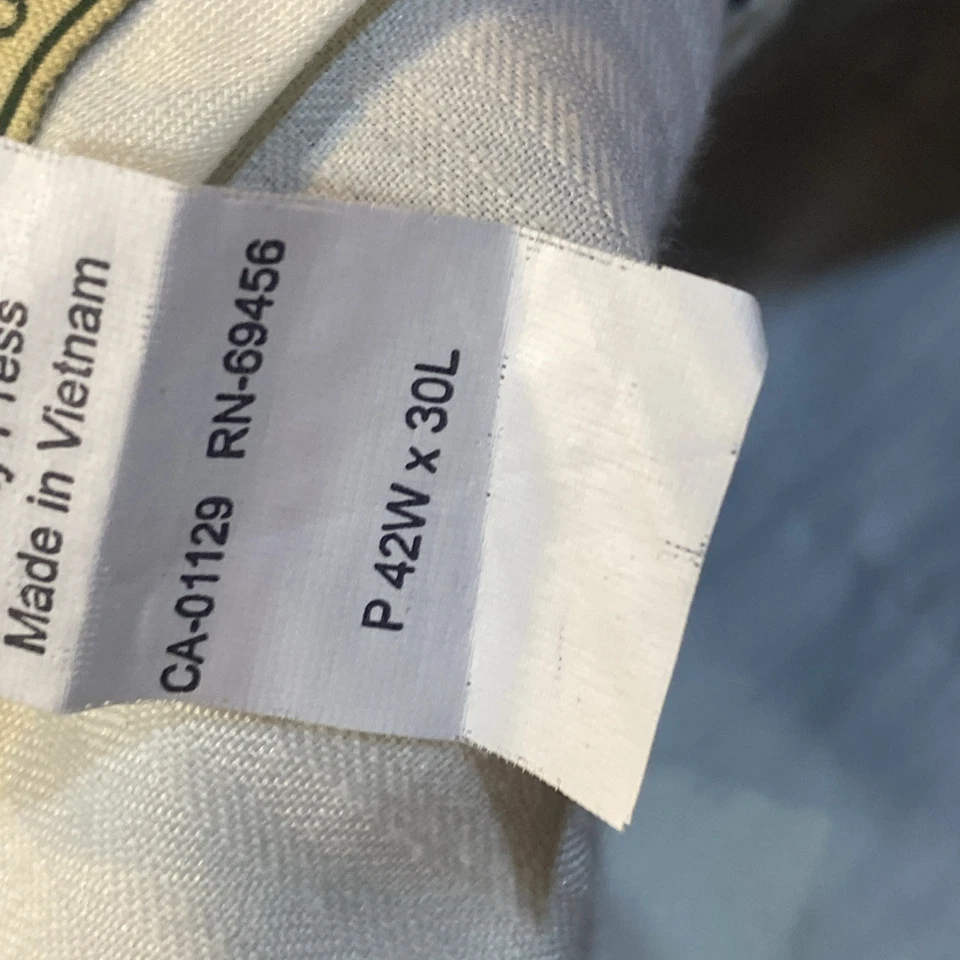 Made in Vietnam
CA-01129 RN-69456
P 42W x 30L